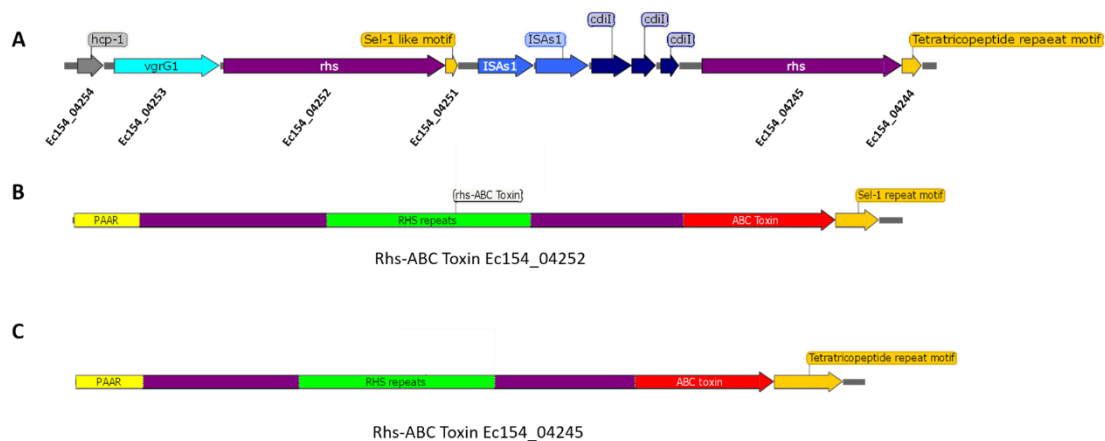 A
hcp-1
Sel-1 like motif
ISAs1
cdiI
cdiI
cdiI
Tetratricopeptide repaeat motif
vgrG1
rhs
ISAs1
rhs
Ec154_04254
Ec154_04253
Ec154_04252
Ec154_04251
Ec154_04245
Ec154_04244
B
rhs-ABC Toxin
Sel-1 repeat motif
PAAR
RHS repeats
ABC Toxin
Rhs-ABC Toxin Ec154_04252
C
Tetratricopeptide repeat motif
PAAR
RHS repeats
ABC toxin
Rhs-ABC Toxin Ec154_04245